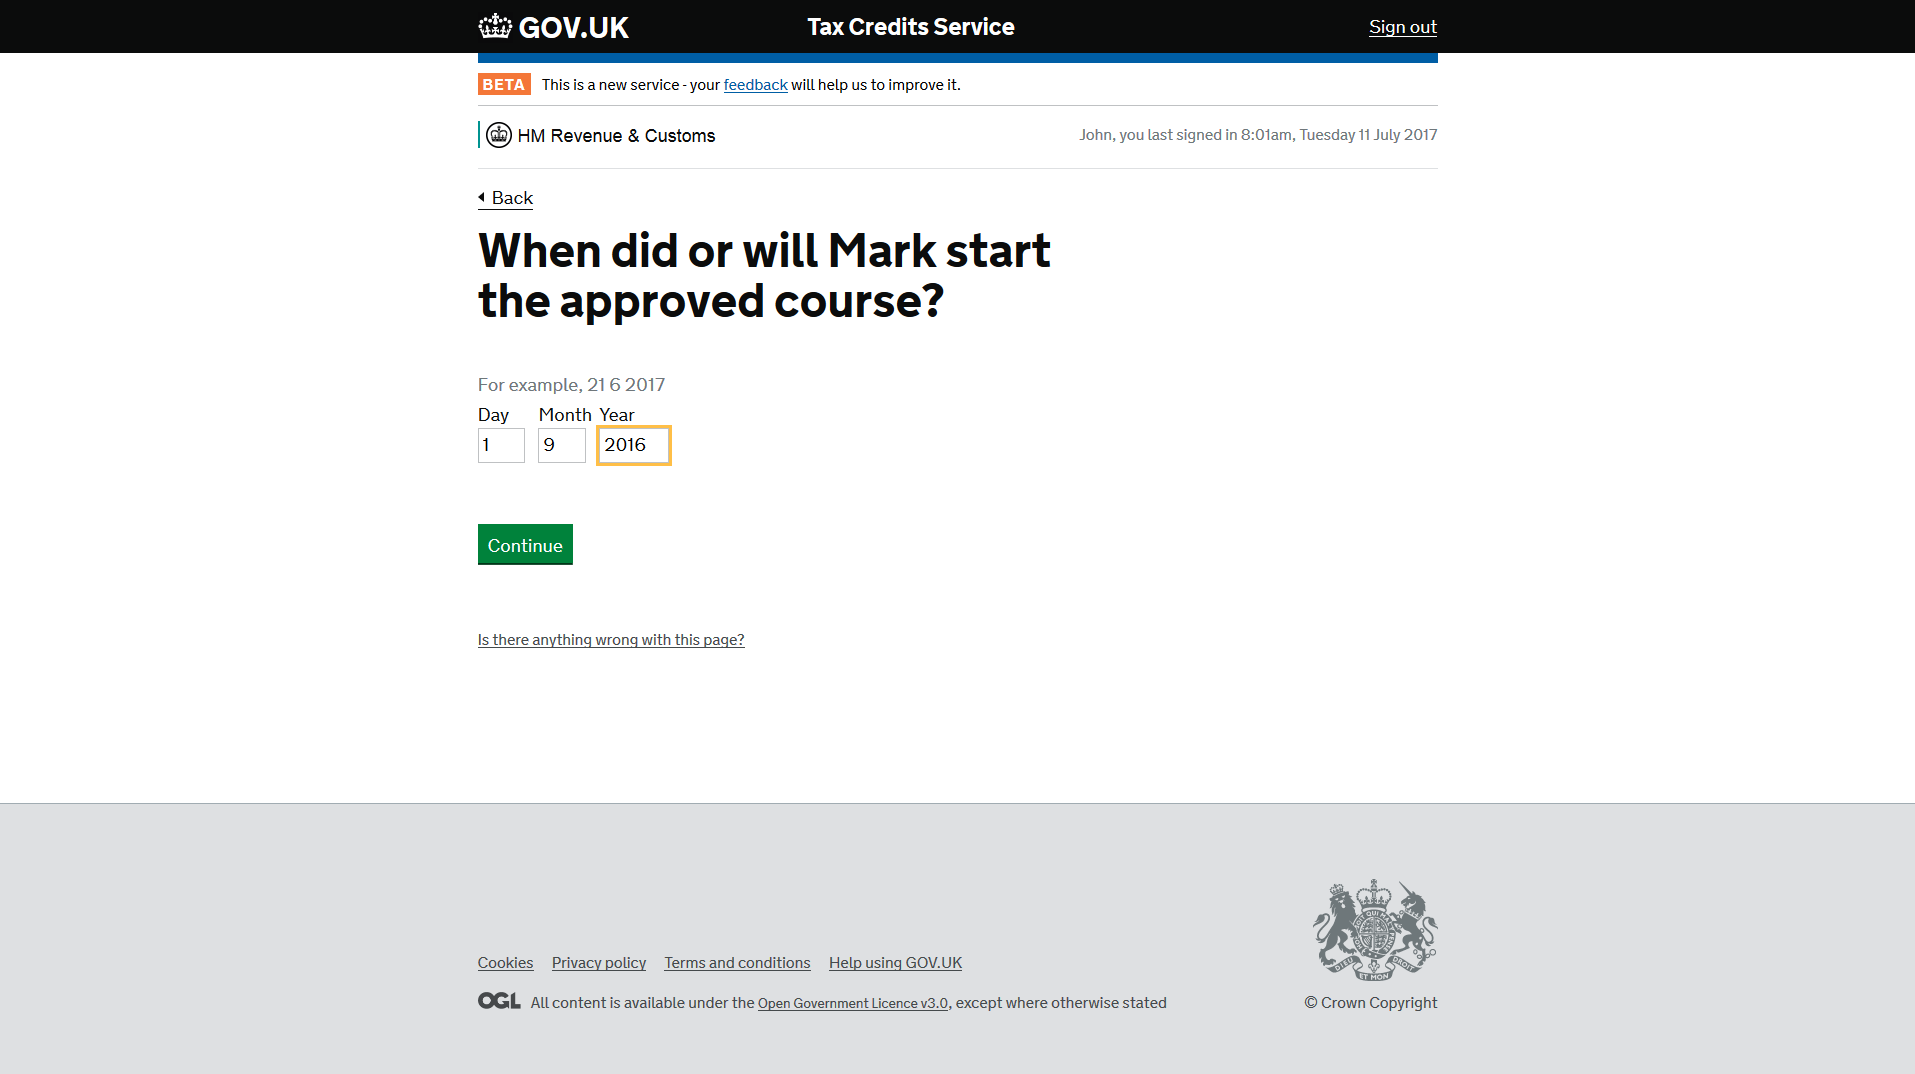 GOV.UK Tax Credits Service Sign out
BETA This is a new service - your feedback will help us to improve it.
HM Revenue & Customs John, you last signed in 8:01am, Tuesday 11 July 2017
Back
When did or will Mark start
the approved course?
For example, 21 6 2017
Day Month Year
1 9 2016
Continue
Is there anything wrong with this page?
Cookies Privacy policy Terms and conditions Help using GOV.UK
OGL All content is available under the Open Government Licence v3.0, except where otherwise stated
© Crown Copyright